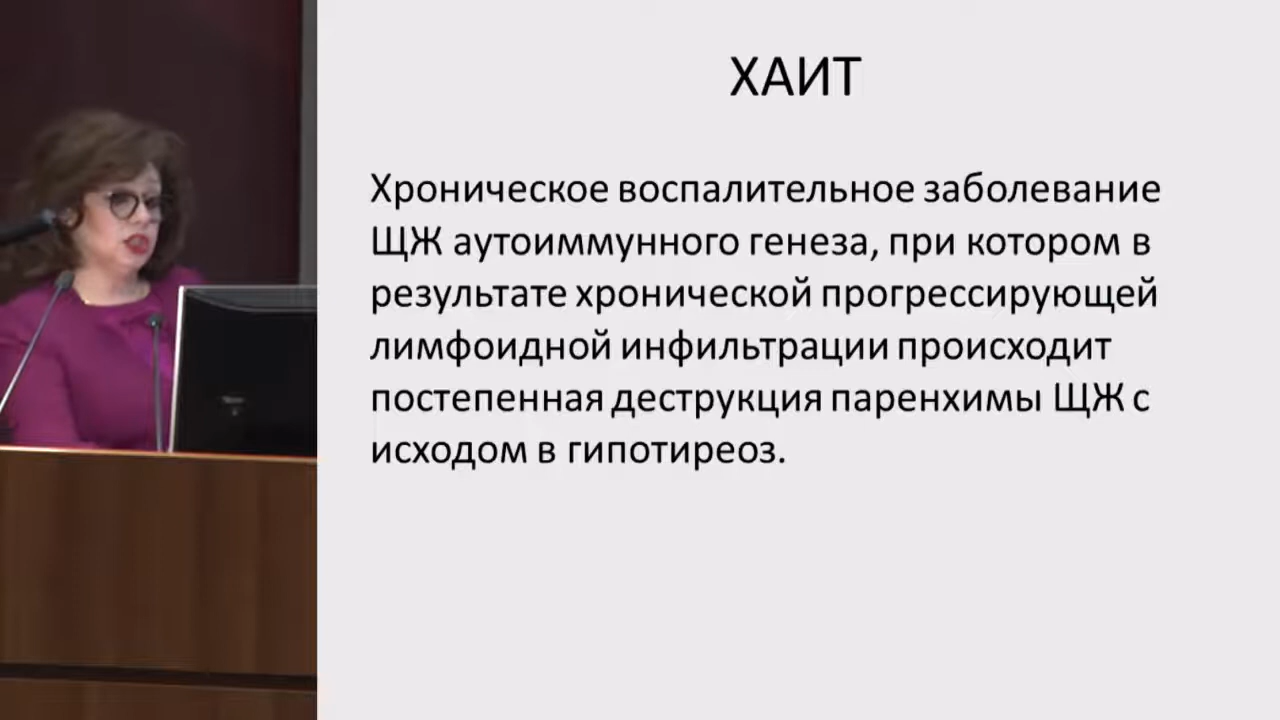 ХАИТ
Хроническое воспалительное заболевание
ЩЖ аутоиммунного генеза, при котором в
результате хронической прогрессирующей
лимфоидной инфильтрации происходит
постепенная деструкция паренхимы ЩЖ с
исходом в гипотиреоз.